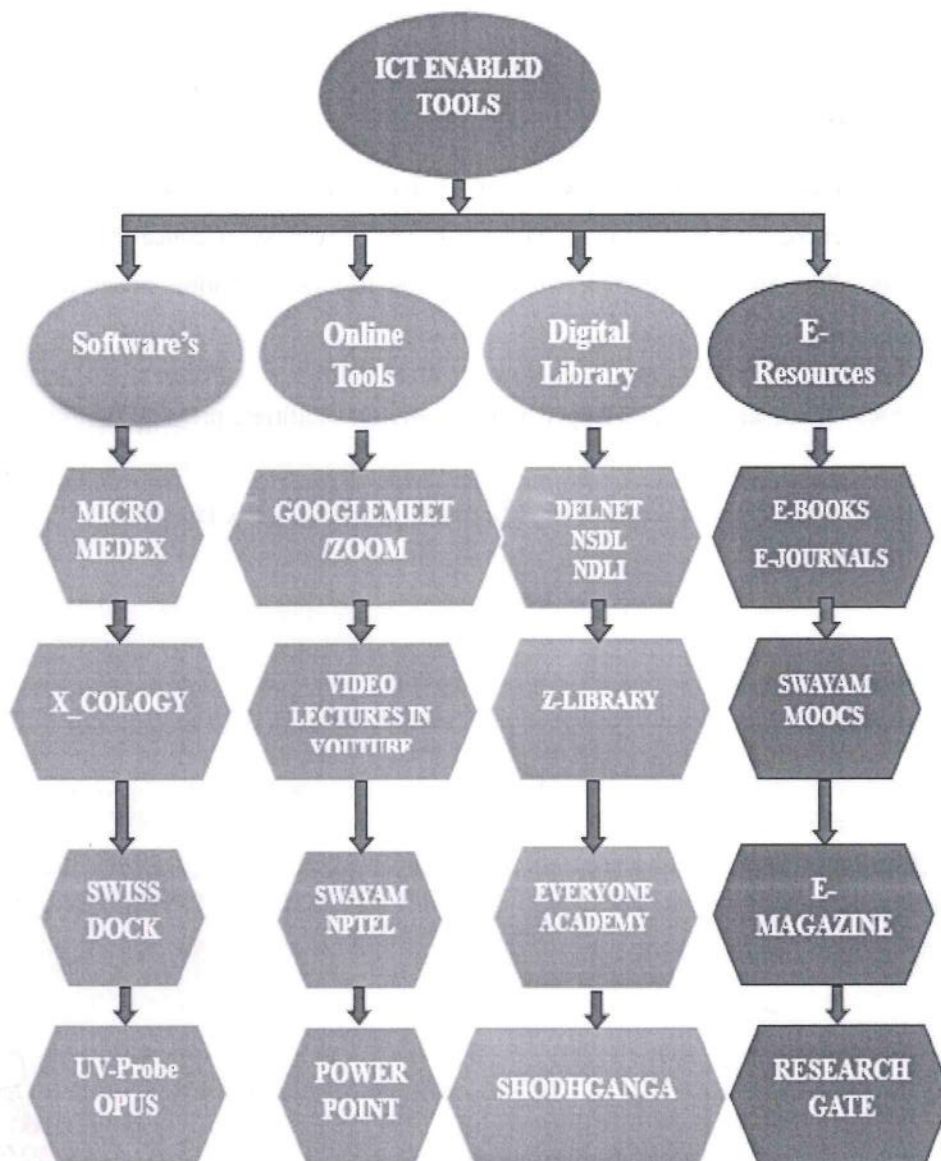 ICT ENABLED
TOOLS
Software's
Online
Tools
Digital
Library
E-
Resources
MICRO
MEDEX
GOOGLEMEET
/ZOOM
DELNET
NSDL
NDLI
E-BOOKS
E-JOURNALS
X_COLOGY
VIDEO
LECTURES IN
YOUTUBE
Z-LIBRARY
SWAYAM
MOOCS
SWISS
DOCK
SWAYAM
NPTEL
EVERYONE
ACADEMY
E-
MAGAZINE
UV-Probe
OPUS
POWER
POINT
SHODHGANGA
RESEARCH
GATE